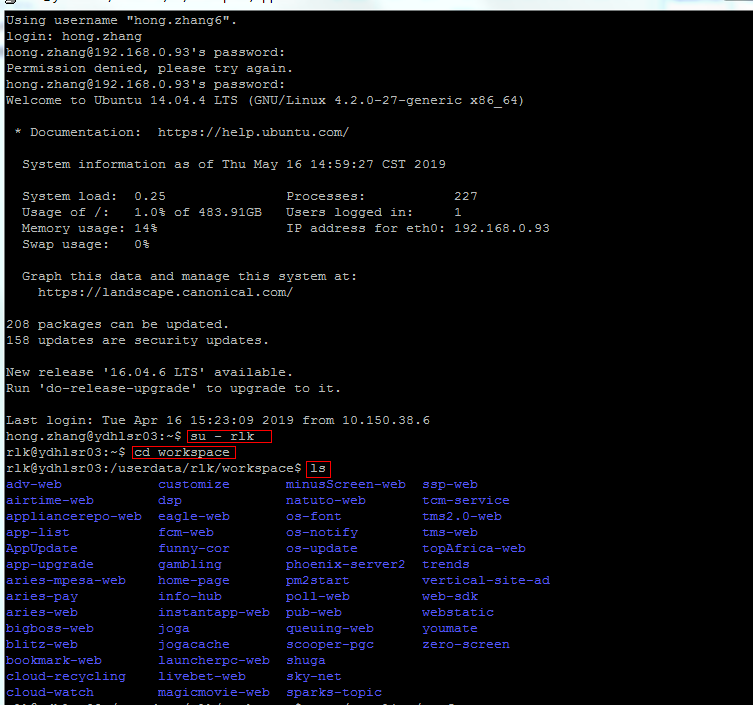 Using username "hong.zhang6".
login: hong.zhang
hong.zhang@192.168.0.93's password:
Permission denied, please try again.
hong.zhang@192.168.0.93's password:
Welcome to Ubuntu 14.04.4 LTS (GNU/Linux 4.2.0-27-generic x86_64)
* Documentation:  https://help.ubuntu.com/
System information as of Thu May 16 14:59:27 CST 2019
System load:  0.25               Processes:           227
Usage of /:   1.0% of 483.91GB   Users logged in:     1
Memory usage: 14%                IP address for eth0: 192.168.0.93
Swap usage:   0%
Graph this data and manage this system at:
https://landscape.canonical.com/
208 packages can be updated.
158 updates are security updates.
New release '16.04.6 LTS' available.
Run 'do-release-upgrade' to upgrade to it.
Last login: Tue Apr 16 15:23:09 2019 from 10.150.38.6
hong.zhang@ydhlsr03:~$ su - rlk
rlk@ydhlsr03:~$ cd workspace
rlk@ydhlsr03:/userdata/rlk/workspace$ ls
adv-web            customize       minusScreen-web  ssp-web
airtime-web        dsp             natuto-web       tcm-service
appliancerepo-web  eagle-web       os-font          tms2.0-web
app-list           fcm-web         os-notify        tms-web
AppUpdate          funny-cor       os-update        topAfrica-web
app-upgrade        gambling        phoenix-server2  trends
aries-mpesa-web    home-page       pm2start         vertical-site-ad
aries-pay          info-hub        poll-web         web-sdk
aries-web          instantapp-web  pub-web          webstatic
bigboss-web        joga            queuing-web      youmate
blitz-web          jogacache       scooper-pgc      zero-screen
bookmark-web       launcherpc-web  shuga
cloud-recycling    livebet-web     sky-net
cloud-watch        magicmovie-web  sparks-topic